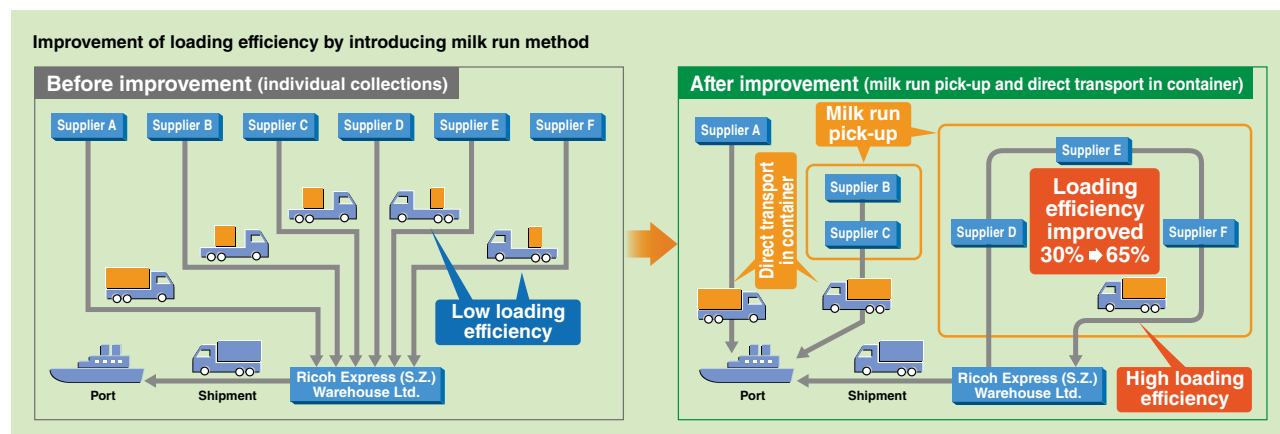 Improvement of loading efficiency by introducing milk run method
Before improvement (individual collections)
Supplier A
Supplier B
Supplier C
Supplier D
Supplier E
Supplier F
Low loading
efficiency
Ricoh Express (S.Z.)
Warehouse Ltd.
Port
Shipment
After improvement (milk run pick-up and direct transport in container)
Supplier A
Milk run
pick-up
Supplier B
Supplier C
Direct transport
in container
Supplier E
Supplier D
Supplier F
Loading
efficiency
improved
30% ➡ 65%
Ricoh Express (S.Z.)
Warehouse Ltd.
High loading
efficiency
Port
Shipment